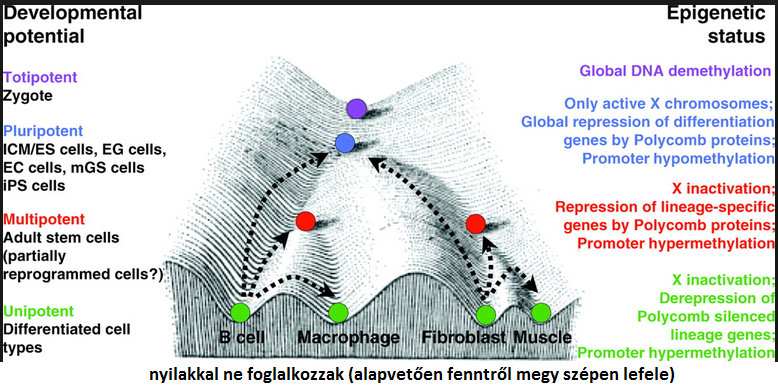 Developmental
potential
Totipotent
Zygote
Pluripotent
ICM/ES cells, EG cells,
EC cells, mGS cells
iPS cells
Multipotent
Adult stem cells
(partially
reprogrammed cells?)
Unipotent
Differentiated cell
types
Epigenetic
status
Global DNA demethylation
Only active X chromosomes;
Global repression of differentiation
genes by Polycomb proteins;
Promoter hypomethylation
X inactivation;
Repression of lineage-specific
genes by Polycomb proteins;
Promoter hypermethylation
X inactivation;
Derepression of
Polycomb silenced
lineage genes;
Promoter hypermethylation
B cell Macrophage Fibroblast Muscle
nyilakkal ne foglalkozzak (alapvetően fenntről megy szépen lefele)